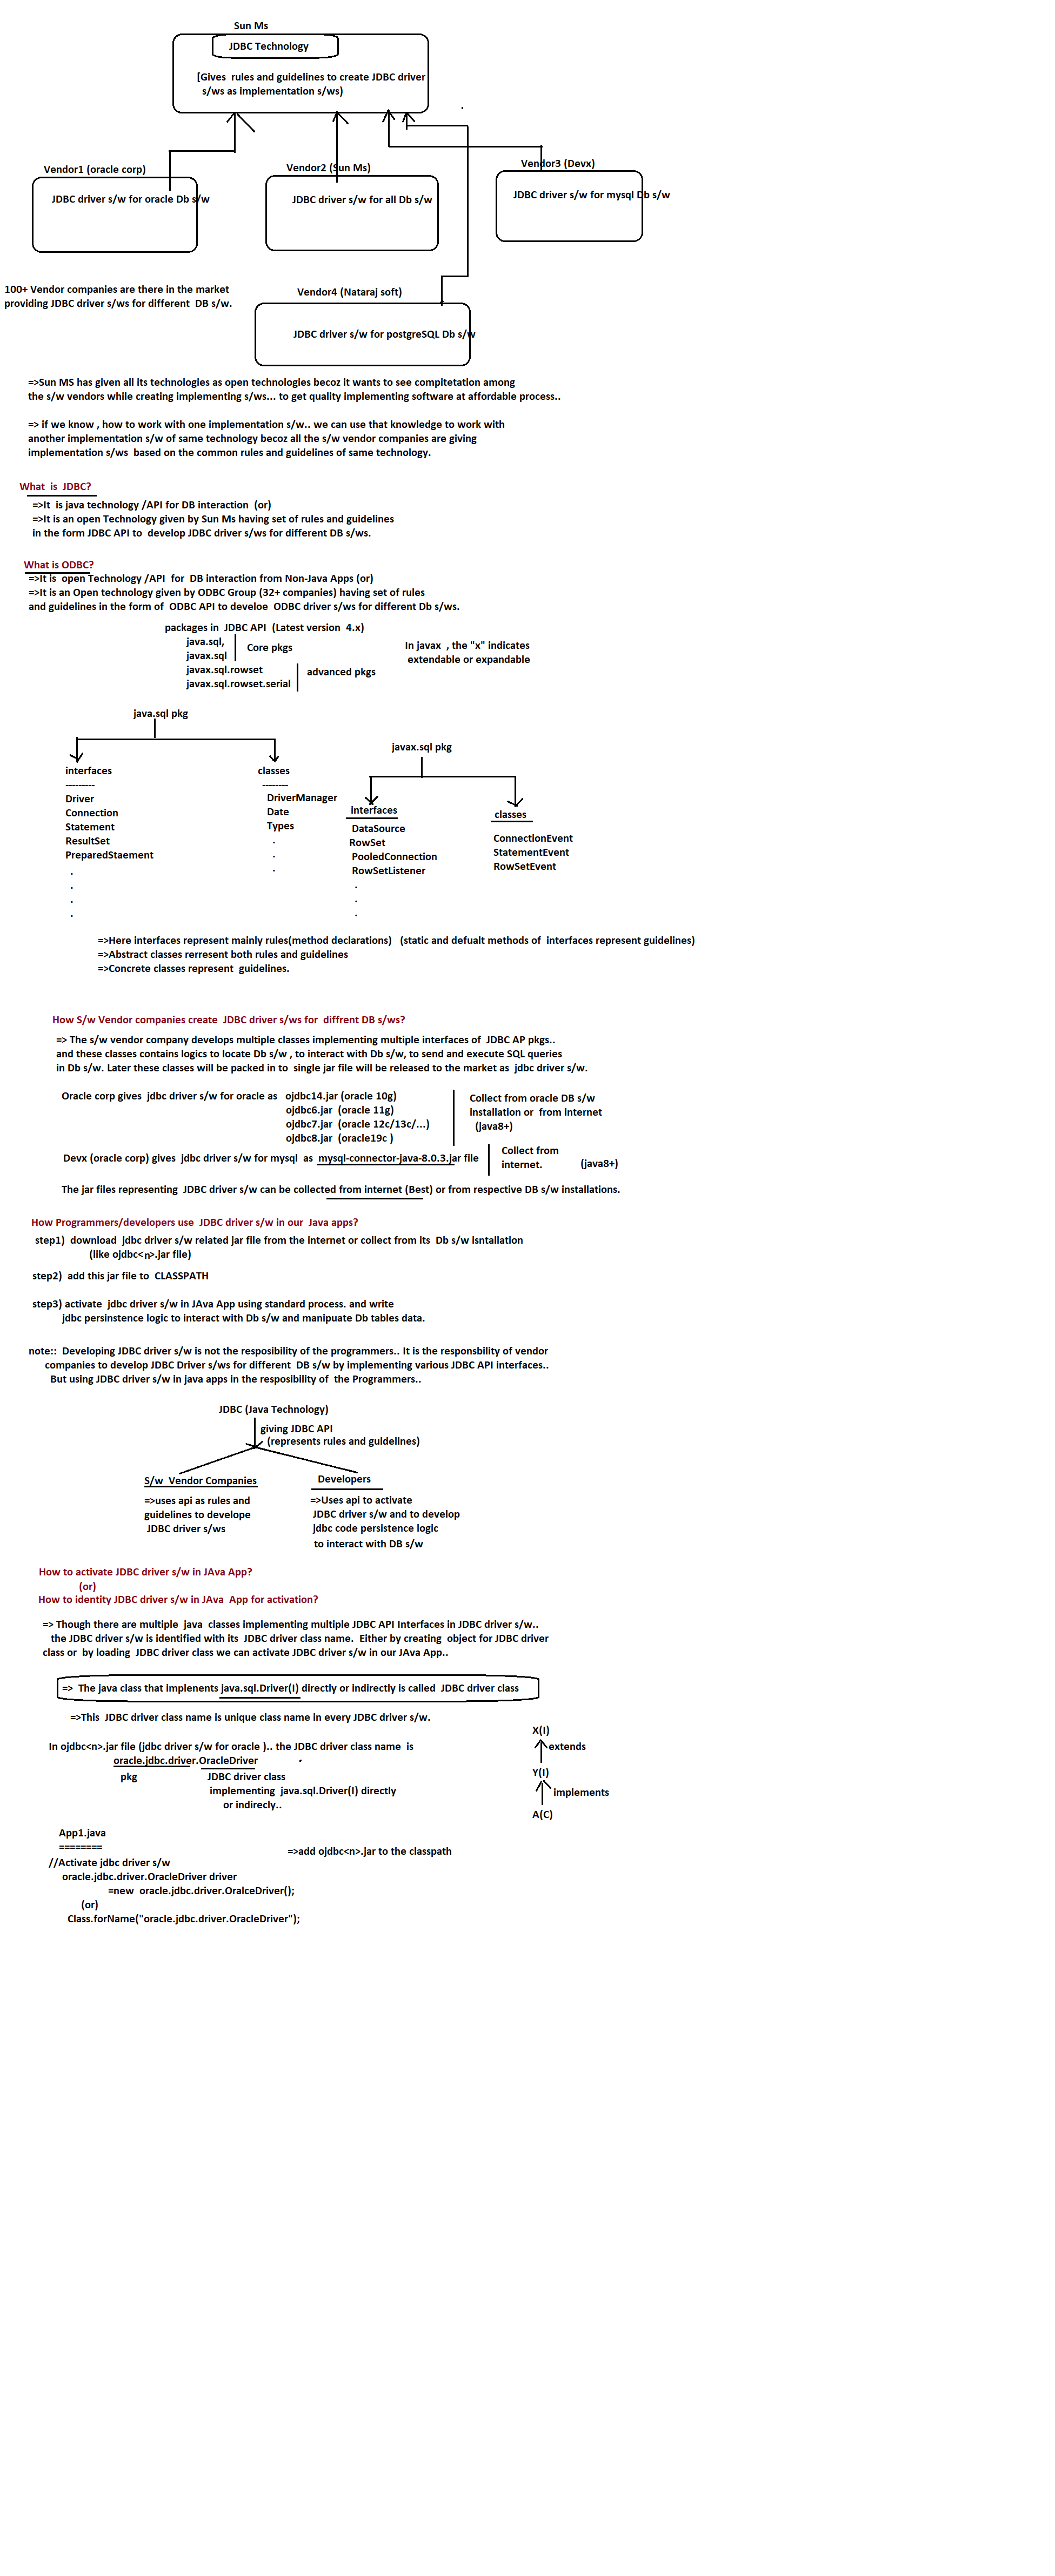 Sun Ms
JDBC Technology
[Gives  rules and guidelines to create JDBC driver
s/ws as implementation s/ws)
Vendor1 (oracle corp)
Vendor2 (Sun Ms)
Vendor3 (Devx)
JDBC driver s/w for oracle Db s/w
JDBC driver s/w for all Db s/w
JDBC driver s/w for mysql Db s/w
100+ Vendor companies are there in the market
providing JDBC driver s/ws for different  DB s/w.
Vendor4 (Nataraj soft)
JDBC driver s/w for postgreSQL Db s/w
=>Sun MS has given all its technologies as open technologies becoz it wants to see compitetation among
the s/w vendors while creating implementing s/ws... to get quality implementing software at affordable process..
=> if we know , how to work with one implementation s/w.. we can use that knowledge to work with
another implementation s/w of same technology becoz all the s/w vendor companies are giving
implementation s/ws  based on the common rules and guidelines of same technology.
What  is  JDBC?
=>It  is java technology /API for DB interaction  (or)
=>It is an open Technology given by Sun Ms having set of rules and guidelines
in the form JDBC API to  develop JDBC driver s/ws for different DB s/ws.
What is ODBC?
=>It is  open Technology /API  for  DB interaction from Non-Java Apps (or)
=>It is an Open technology given by ODBC Group (32+ companies) having set of rules
and guidelines in the form of  ODBC API to develoe  ODBC driver s/ws for different Db s/ws.
packages in  JDBC API  (Latest version  4.x)
java.sql,
javax.sql
Core pkgs
javax.sql.rowset
javax.sql.rowset.serial
advanced pkgs
In javax  , the "x" indicates
extendable or expandable
java.sql pkg
interfaces
---------
Driver
Connection
Statement
ResultSet
PreparedStaement
.
.
.
.
classes
--------
DriverManager
Date
Types
.
.
.
javax.sql pkg
interfaces
DataSource
RowSet
PooledConnection
RowSetListener
.
.
.
classes
ConnectionEvent
StatementEvent
RowSetEvent
=>Here interfaces represent mainly rules(method declarations)   (static and defualt methods of  interfaces represent guidelines)
=>Abstract classes rerresent both rules and guidelines
=>Concrete classes represent  guidelines.
How S/w Vendor companies create  JDBC driver s/ws for  diffrent DB s/ws?
=> The s/w vendor company develops multiple classes implementing multiple interfaces of  JDBC AP pkgs..
and these classes contains logics to locate Db s/w , to interact with Db s/w, to send and execute SQL queries
in Db s/w. Later these classes will be packed in to  single jar file will be released to the market as  jdbc driver s/w.
Oracle corp gives  jdbc driver s/w for oracle as   ojdbc14.jar (oracle 10g)
ojdbc6.jar  (oracle 11g)
ojdbc7.jar  (oracle 12c/13c/...)
ojdbc8.jar  (oracle19c )
Collect from oracle DB s/w
installation or  from internet
(java8+)
Devx (oracle corp) gives  jdbc driver s/w for mysql  as  mysql-connector-java-8.0.3.jar file
Collect from
internet.
(java8+)
The jar files representing  JDBC driver s/w can be collected from internet (Best) or from respective DB s/w installations.
How Programmers/developers use  JDBC driver s/w in our  Java apps?
step1)  download  jdbc driver s/w related jar file from the internet or collect from its  Db s/w isntallation
(like ojdbc<n>.jar file)
step2)  add this jar file to  CLASSPATH
step3) activate  jdbc driver s/w in JAva App using standard process. and write
jdbc persinstence logic to interact with Db s/w and manipuate Db tables data.
note::  Developing JDBC driver s/w is not the resposibility of the programmers.. It is the responsbility of vendor
companies to develop JDBC Driver s/ws for different  DB s/w by implementing various JDBC API interfaces..
But using JDBC driver s/w in java apps in the resposibility of  the Programmers..
JDBC (Java Technology)
giving JDBC API
(represents rules and guidelines)
S/w  Vendor Companies
=>uses api as rules and
guidelines to develope
JDBC driver s/ws
Developers
=>Uses api to activate
JDBC driver s/w and to develop
jdbc code persistence logic
to interact with DB s/w
How to activate JDBC driver s/w in JAva App?
(or)
How to identity JDBC driver s/w in JAva  App for activation?
=> Though there are multiple  java  classes implementing multiple JDBC API Interfaces in JDBC driver s/w..
the JDBC driver s/w is identified with its  JDBC driver class name.  Either by creating  object for JDBC driver
class or  by loading  JDBC driver class we can activate JDBC driver s/w in our JAva App..
=>  The java class that implenents java.sql.Driver(I) directly or indirectly is called  JDBC driver class
=>This  JDBC driver class name is unique class name in every JDBC driver s/w.
In ojdbc<n>.jar file (jdbc driver s/w for oracle ).. the JDBC driver class name  is
oracle.jdbc.driver.OracleDriver
pkg
JDBC driver class
implementing  java.sql.Driver(I) directly
or indirecly..
X(I)
extends
Y(I)
implements
A(C)
App1.java
========
=>add ojdbc<n>.jar to the classpath
//Activate jdbc driver s/w
oracle.jdbc.driver.OracleDriver driver
=new  oracle.jdbc.driver.OralceDriver();
(or)
Class.forName("oracle.jdbc.driver.OracleDriver");